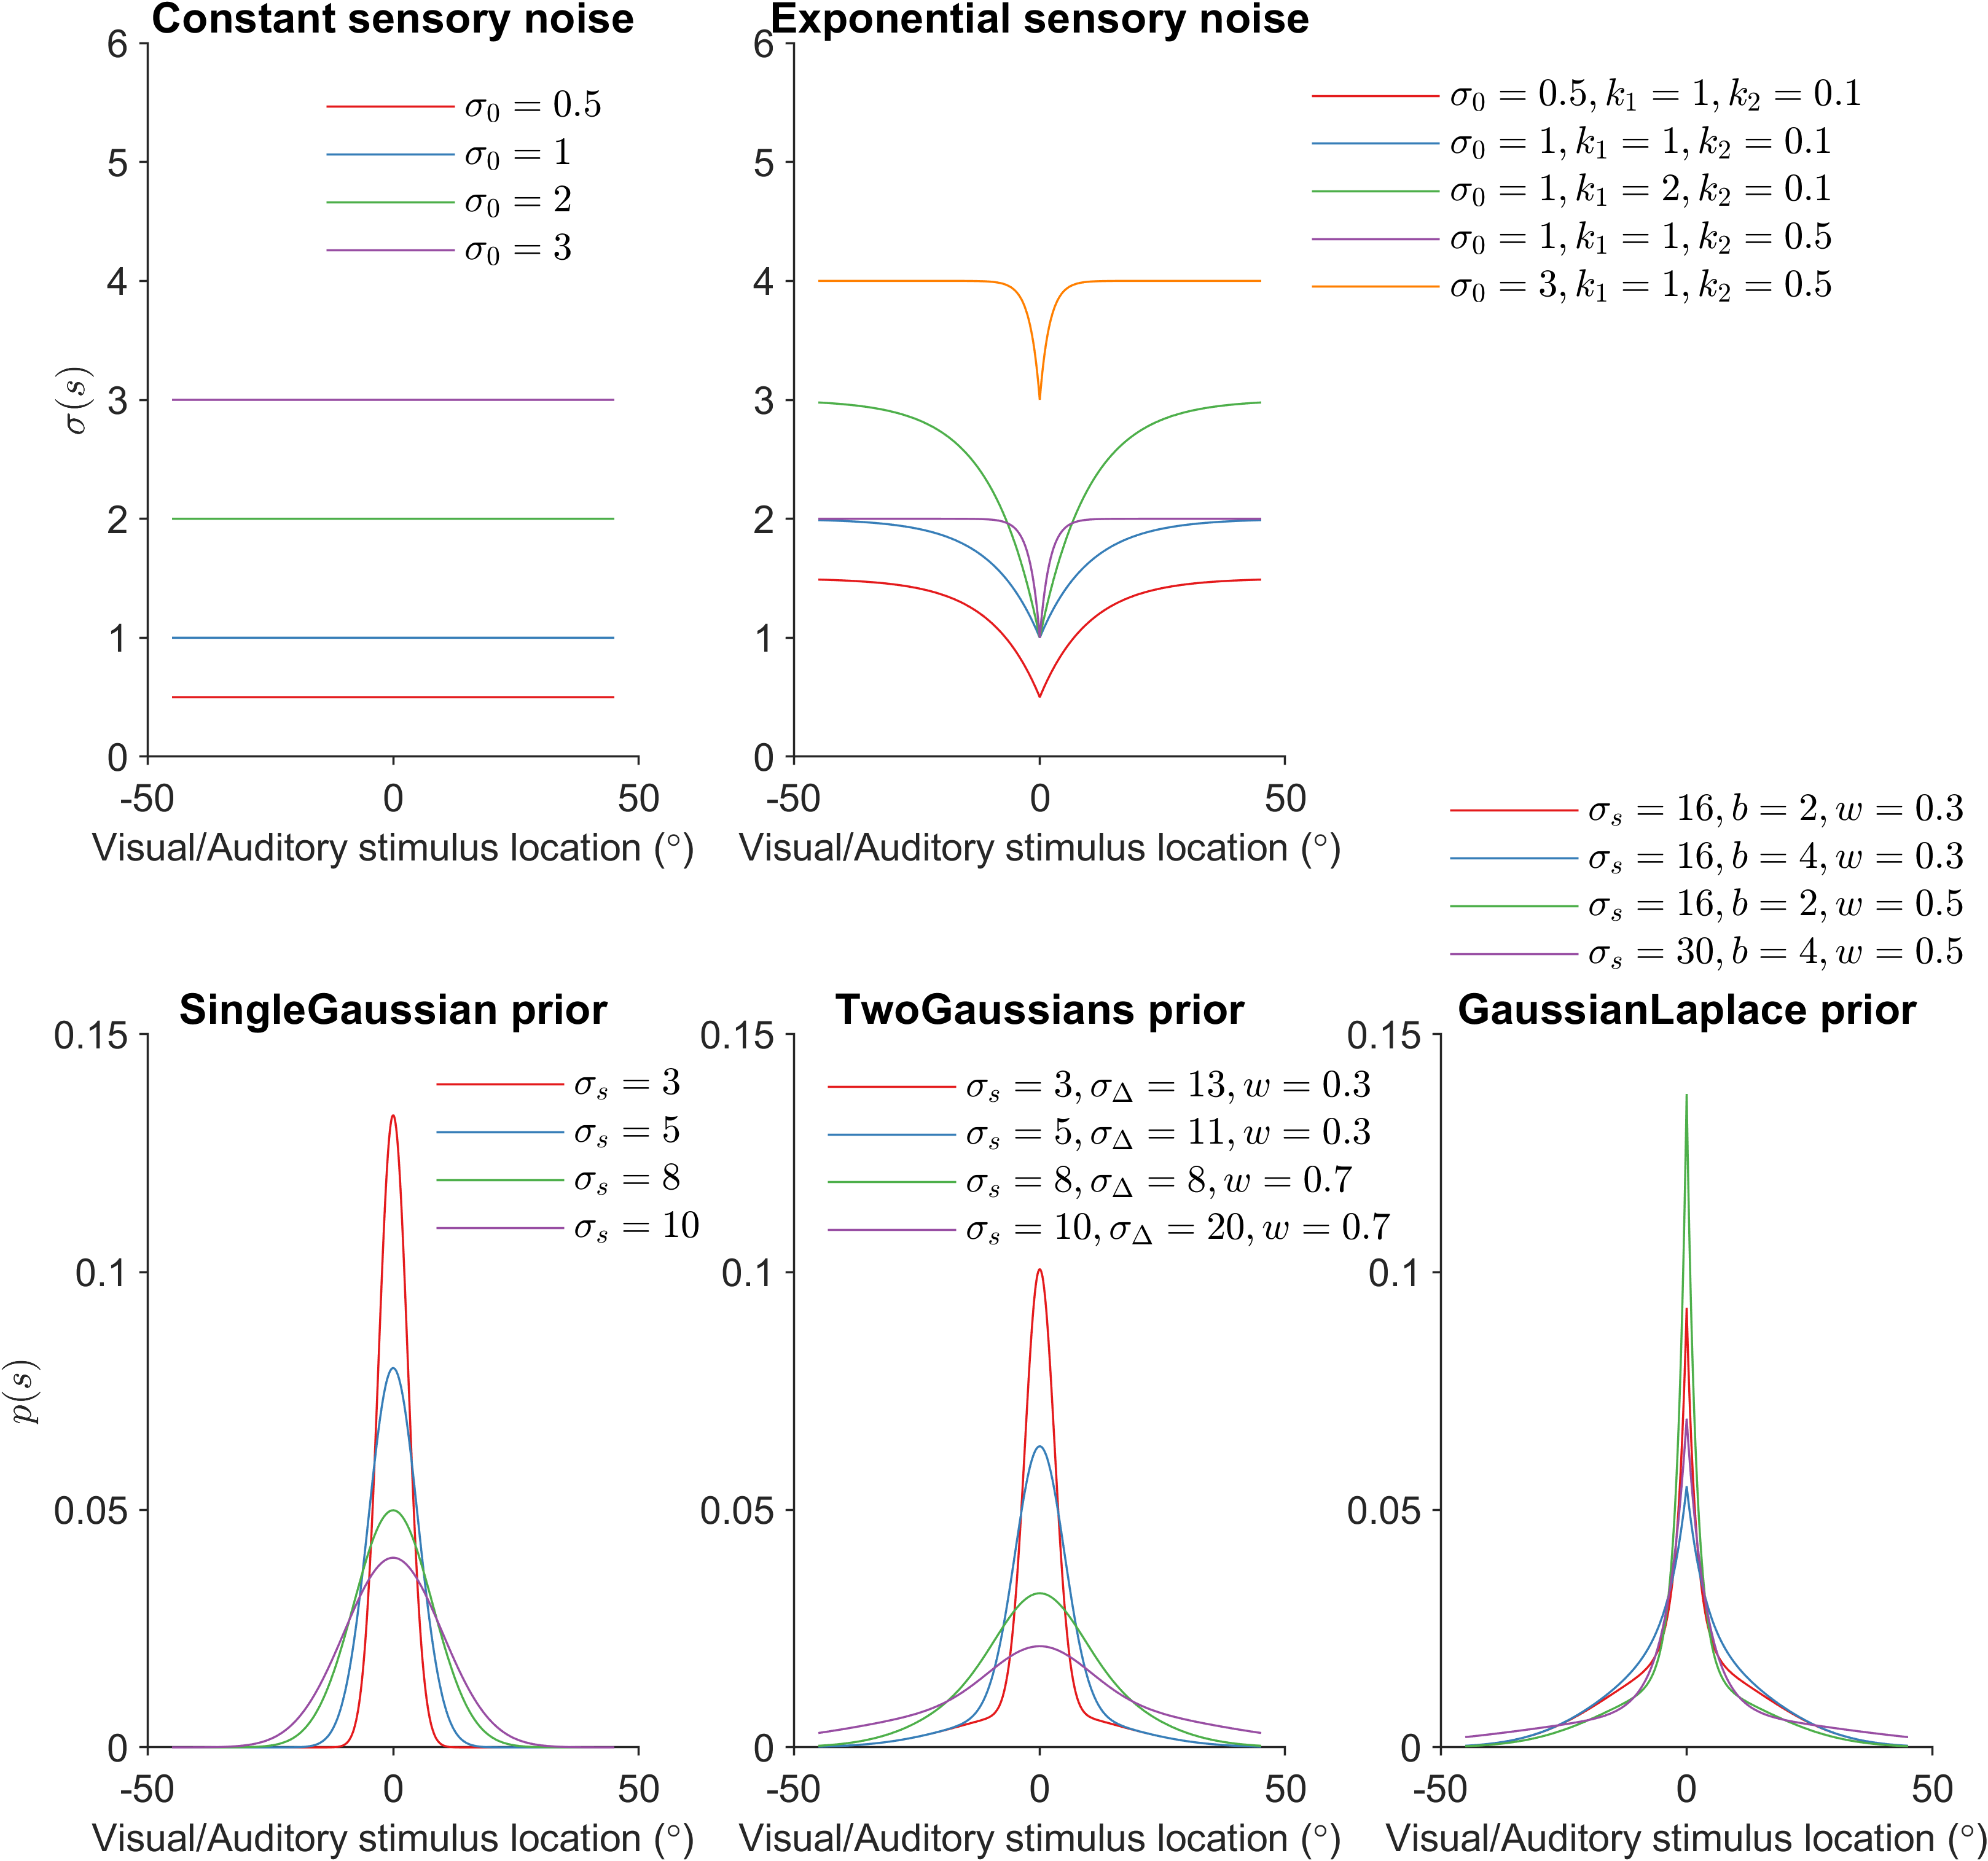 Constant sensory noise
σ(s)
6
5
4
3
2
1
0
σ₀ = 0.5
σ₀ = 1
σ₀ = 2
σ₀ = 3
-50 0 50
Visual/Auditory stimulus location (°)
Exponential sensory noise
6
5
4
3
2
1
0
σ₀ = 0.5, k₁ = 1, k₂ = 0.1
σ₀ = 1, k₁ = 1, k₂ = 0.1
σ₀ = 1, k₁ = 2, k₂ = 0.1
σ₀ = 1, k₁ = 1, k₂ = 0.5
σ₀ = 3, k₁ = 1, k₂ = 0.5
-50 0 50
Visual/Auditory stimulus location (°)
SingleGaussian prior
p(s)
0.15
0.1
0.05
0
σₛ = 3
σₛ = 5
σₛ = 8
σₛ = 10
-50 0 50
Visual/Auditory stimulus location (°)
TwoGaussians prior
0.15
0.1
0.05
0
σₛ = 3, σ_Δ = 13, w = 0.3
σₛ = 5, σ_Δ = 11, w = 0.3
σₛ = 8, σ_Δ = 8, w = 0.7
σₛ = 10, σ_Δ = 20, w = 0.7
-50 0 50
Visual/Auditory stimulus location (°)
σₛ = 16, b = 2, w = 0.3
σₛ = 16, b = 4, w = 0.3
σₛ = 16, b = 2, w = 0.5
σₛ = 30, b = 4, w = 0.5
GaussianLaplace prior
0.15
0.1
0.05
0
-50 0 50
Visual/Auditory stimulus location (°)